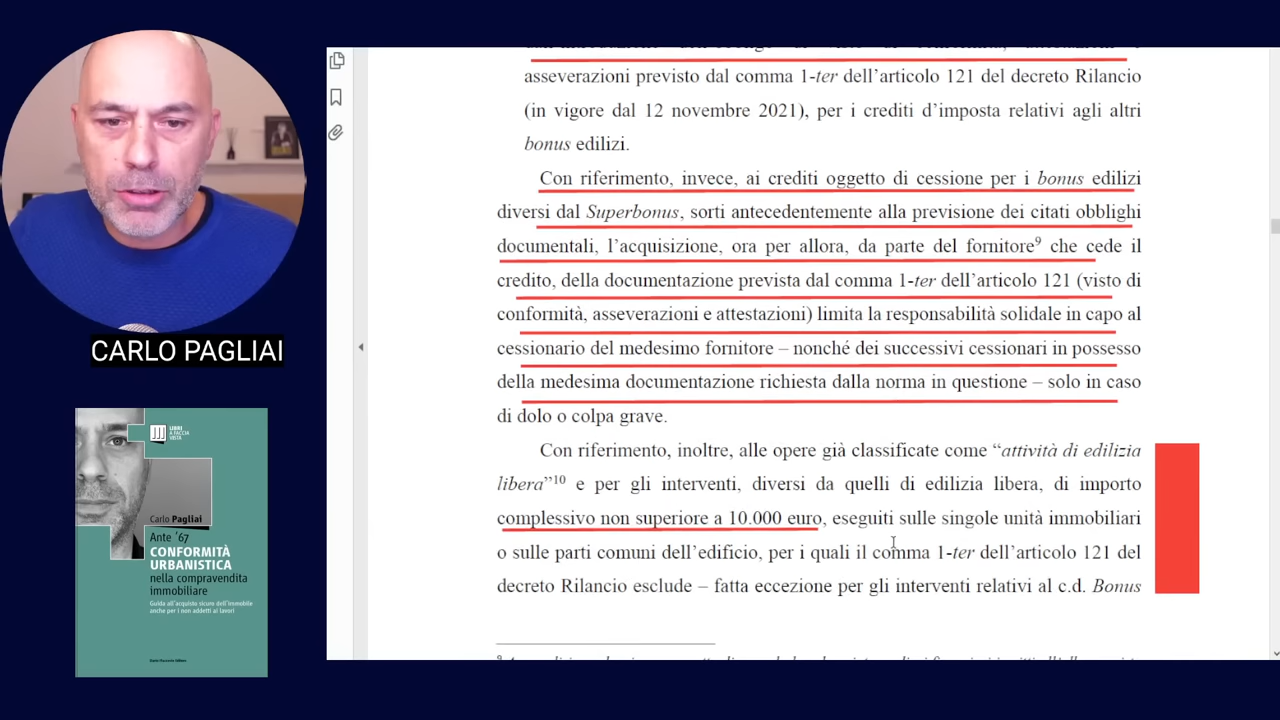 asseverazioni previsto dal comma 1-ter dell'articolo 121 del decreto Rilancio
(in vigore dal 12 novembre 2021), per i crediti d'imposta relativi agli altri
bonus edilizi.
Con riferimento, invece, ai crediti oggetto di cessione per i bonus edilizi
diversi dal Superbonus, sorti antecedentemente alla previsione dei citati obblighi
documentali, l'acquisizione, ora per allora, da parte del fornitore⁹ che cede il
credito, della documentazione prevista dal comma 1-ter dell'articolo 121 (visto di
conformità, asseverazioni e attestazioni) limita la responsabilità solidale in capo al
cessionario del medesimo fornitore – nonché dei successivi cessionari in possesso
della medesima documentazione richiesta dalla norma in questione – solo in caso
di dolo o colpa grave.
Con riferimento, inoltre, alle opere già classificate come “attività di edilizia
libera”¹⁰ e per gli interventi, diversi da quelli di edilizia libera, di importo
complessivo non superiore a 10.000 euro, eseguiti sulle singole unità immobiliari
o sulle parti comuni dell'edificio, per i quali il comma 1-ter dell'articolo 121 del
decreto Rilancio esclude – fatta eccezione per gli interventi relativi al c.d. Bonus
CARLO PAGLIAI
LIBRI
A FACCIA
VISTA
Carlo Pagliai
Ante '67
CONFORMITÀ
URBANISTICA
nella compravendita
immobiliare
Guida all'acquisto sicuro dell'immobile
anche per i non addetti ai lavori